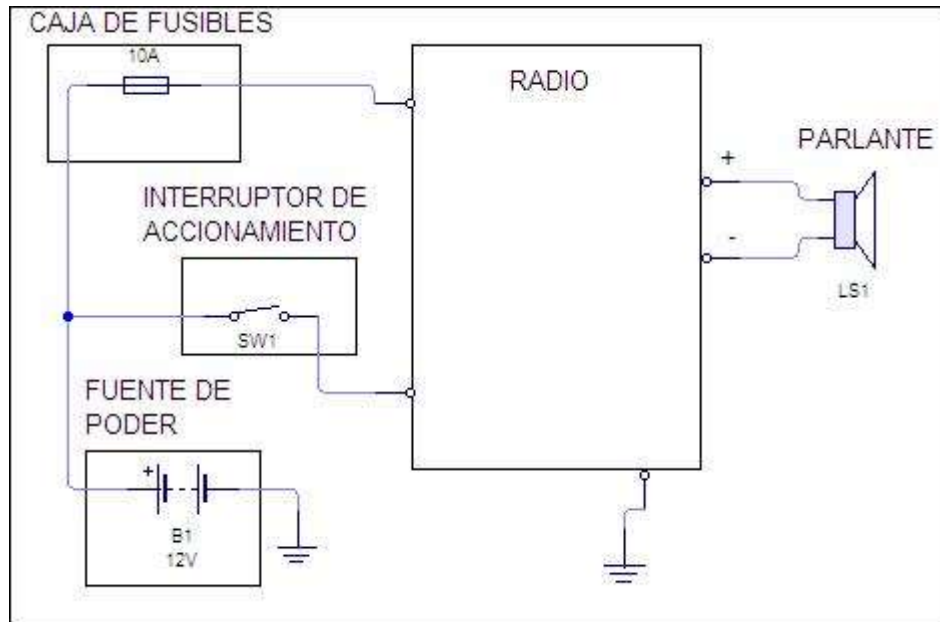 CAJA DE FUSIBLES
10A
RADIO
PARLANTE
+
-
LS1
INTERRUPTOR DE
ACCIONAMIENTO
SW1
FUENTE DE
PODER
+
B1
12V